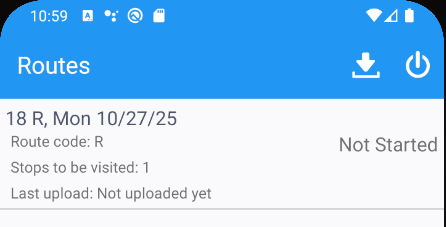 10:59
Routes
18 R, Mon 10/27/25
Route code: R
Not Started
Stops to be visited: 1
Last upload: Not uploaded yet